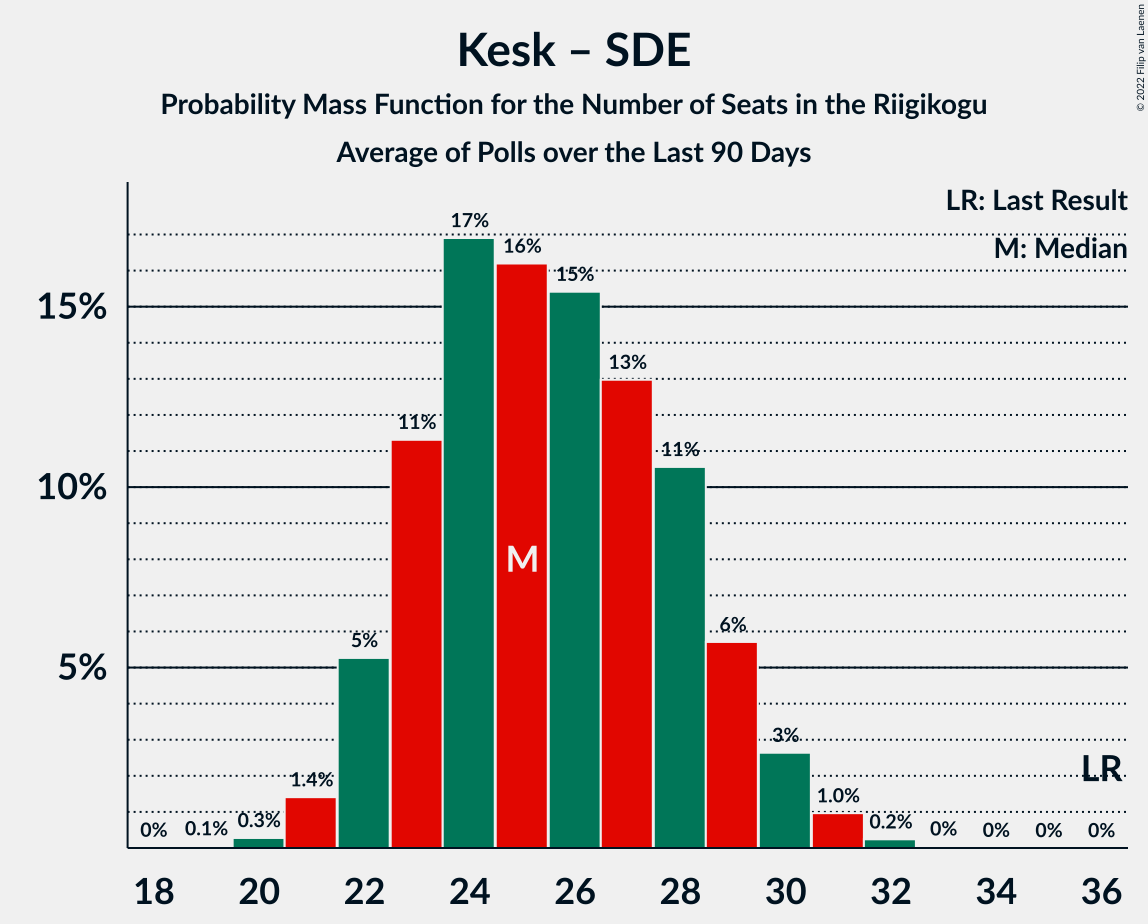 Kesk – SDE
Probability Mass Function for the Number of Seats in the Riigikogu
Average of Polls over the Last 90 Days
© 2022 Filip van Laenen
LR: Last Result
M: Median
17%
16%
15%
15%
13%
11%
11%
10%
M
6%
5%
5%
3%
LR
1.4%
1.0%
0% 0.1% 0.3% 0.2% 0% 0% 0% 0%
18 20 22 24 26 28 30 32 34 36